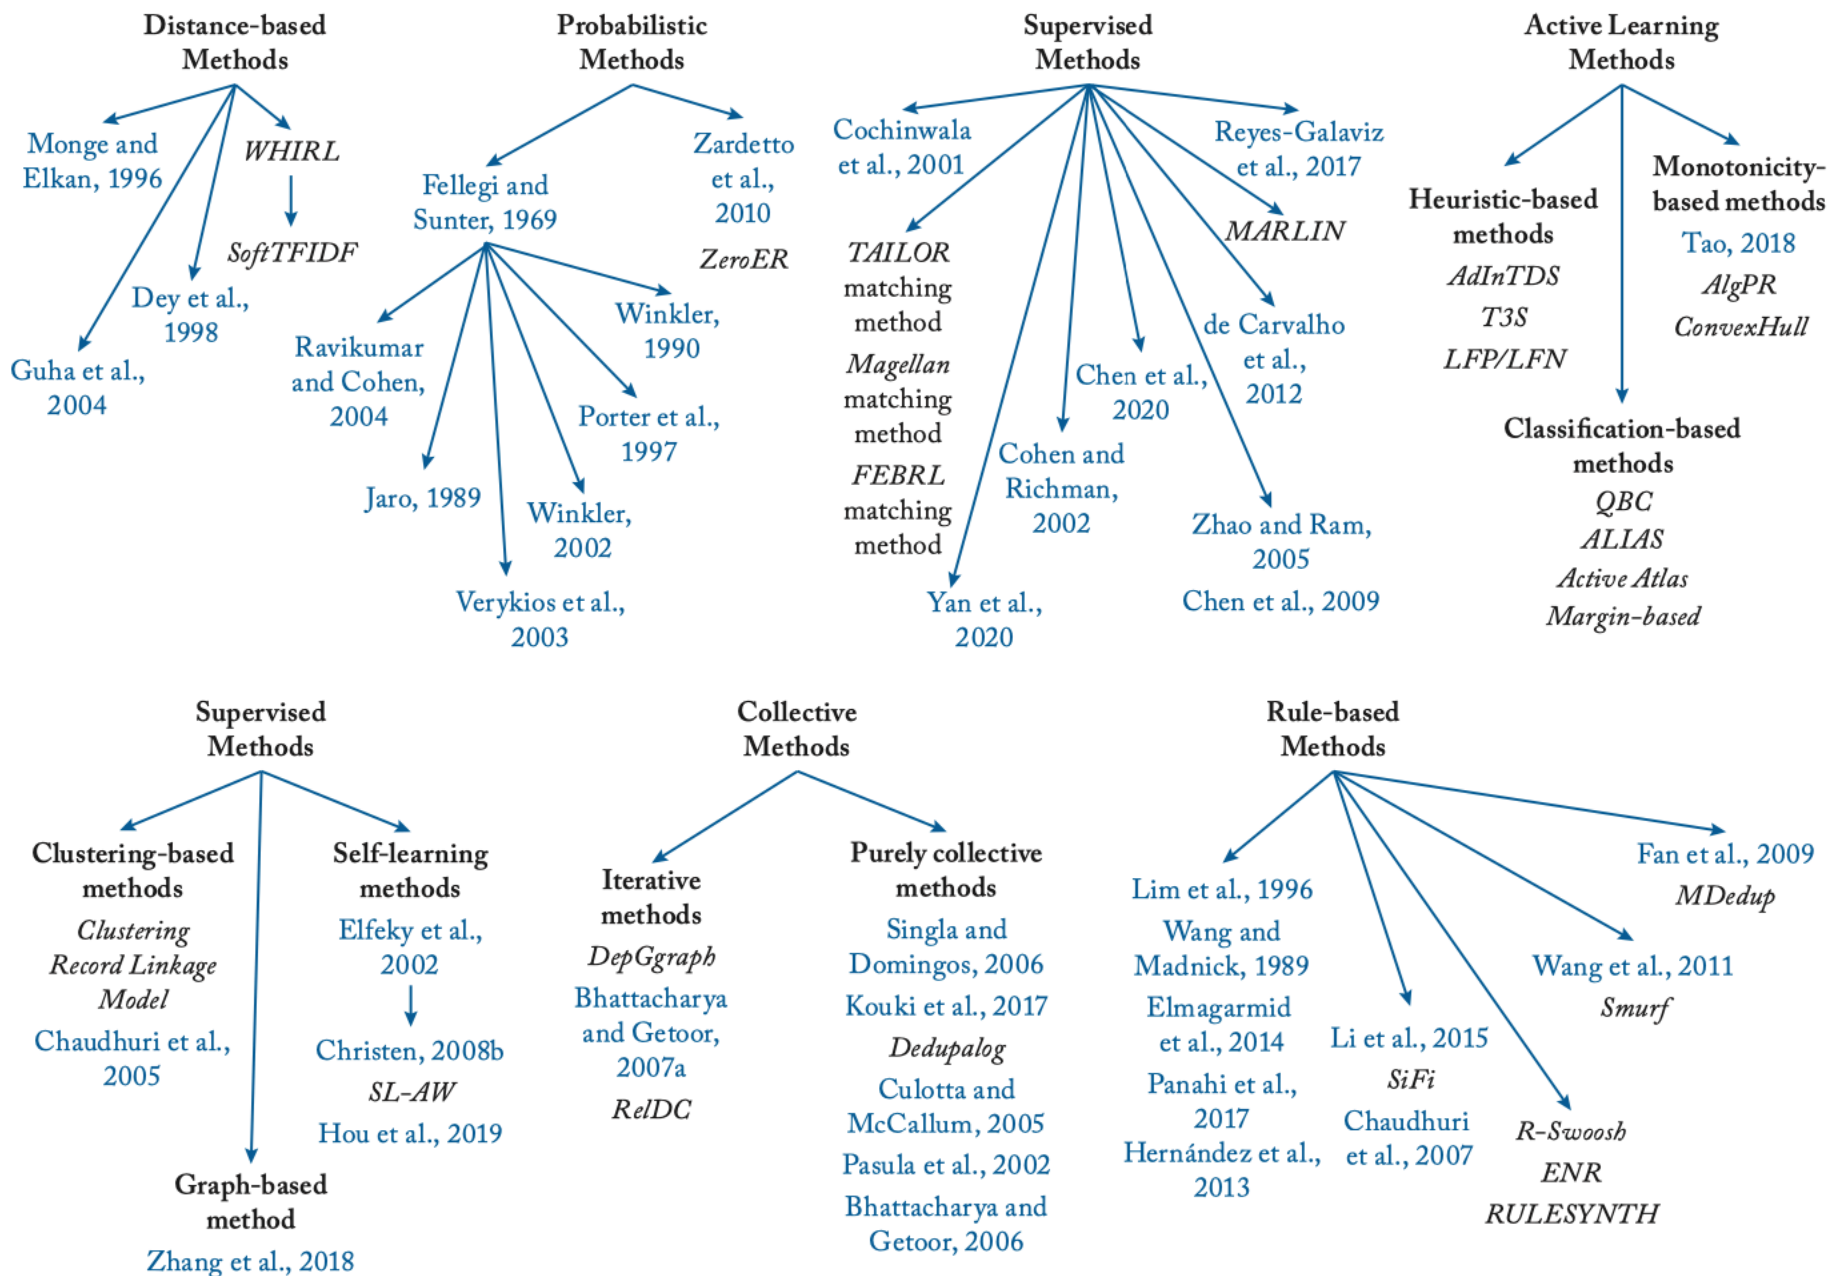 Distance-based
Methods
Monge and
Elkan, 1996
WHIRL
SoftTFIDF
Dey et al.,
1998
Guha et al.,
2004
Probabilistic
Methods
Fellegi and
Sunter, 1969
Zardetto
et al.,
2010
ZeroER
Ravikumar
and Cohen,
2004
Winkler,
1990
Porter et al.,
1997
Jaro, 1989
Winkler,
2002
Verykios et al.,
2003
Supervised
Methods
Cochinwala
et al., 2001
Reyes-Galaviz
et al., 2017
TAILOR
matching
method
Magellan
matching
method
FEBRL
matching
method
MARLIN
de Carvalho
et al.,
2012
Chen et al.,
2020
Cohen and
Richman,
2002
Zhao and Ram,
2005
Chen et al., 2009
Yan et al.,
2020
Active Learning
Methods
Heuristic-based
methods
AdInTDS
T3S
LFP/LFN
Monotonicity-
based methods
Tao, 2018
AlgPR
ConvexHull
Classification-based
methods
QBC
ALIAS
Active Atlas
Margin-based
Supervised
Methods
Clustering-based
methods
Clustering
Record Linkage
Model
Chaudhuri et al.,
2005
Self-learning
methods
Elfeky et al.,
2002
Christen, 2008b
SL-AW
Hou et al., 2019
Graph-based
method
Zhang et al., 2018
Collective
Methods
Iterative
methods
DepGgraph
Bhattacharya
and Getoor,
2007a
RelDC
Purely collective
methods
Singla and
Domingos, 2006
Kouki et al., 2017
Dedupalog
Culotta and
McCallum, 2005
Pasula et al., 2002
Bhattacharya and
Getoor, 2006
Rule-based
Methods
Lim et al., 1996
Wang and
Madnick, 1989
Elmagarmid
et al., 2014
Panahi et al.,
2017
Hernández et al.,
2013
Li et al., 2015
SiFi
Chaudhuri
et al., 2007
R-Swoosh
ENR
RULESYNTH
Wang et al., 2011
Smurf
Fan et al., 2009
MDedup